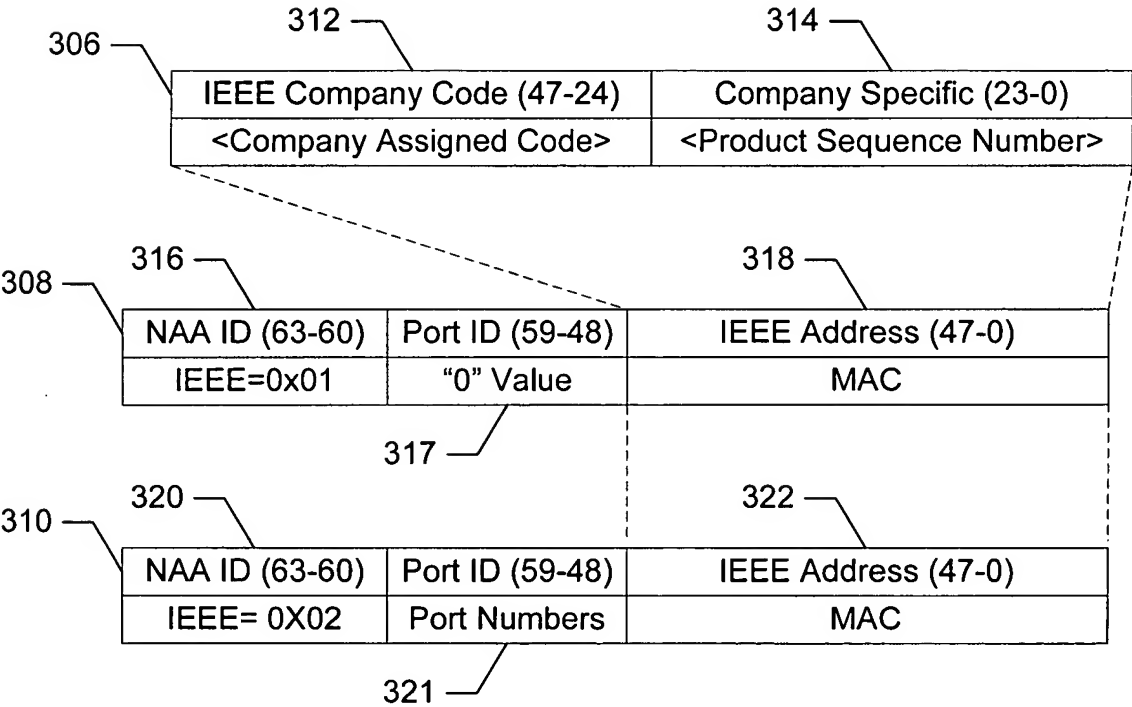 312
314
306
IEEE Company Code (47-24) Company Specific (23-0)
<Company Assigned Code> <Product Sequence Number>
316
318
308
NAA ID (63-60) Port ID (59-48) IEEE Address (47-0)
IEEE=0x01 “0” Value MAC
317
320
322
310
NAA ID (63-60) Port ID (59-48) IEEE Address (47-0)
IEEE= 0X02 Port Numbers MAC
321